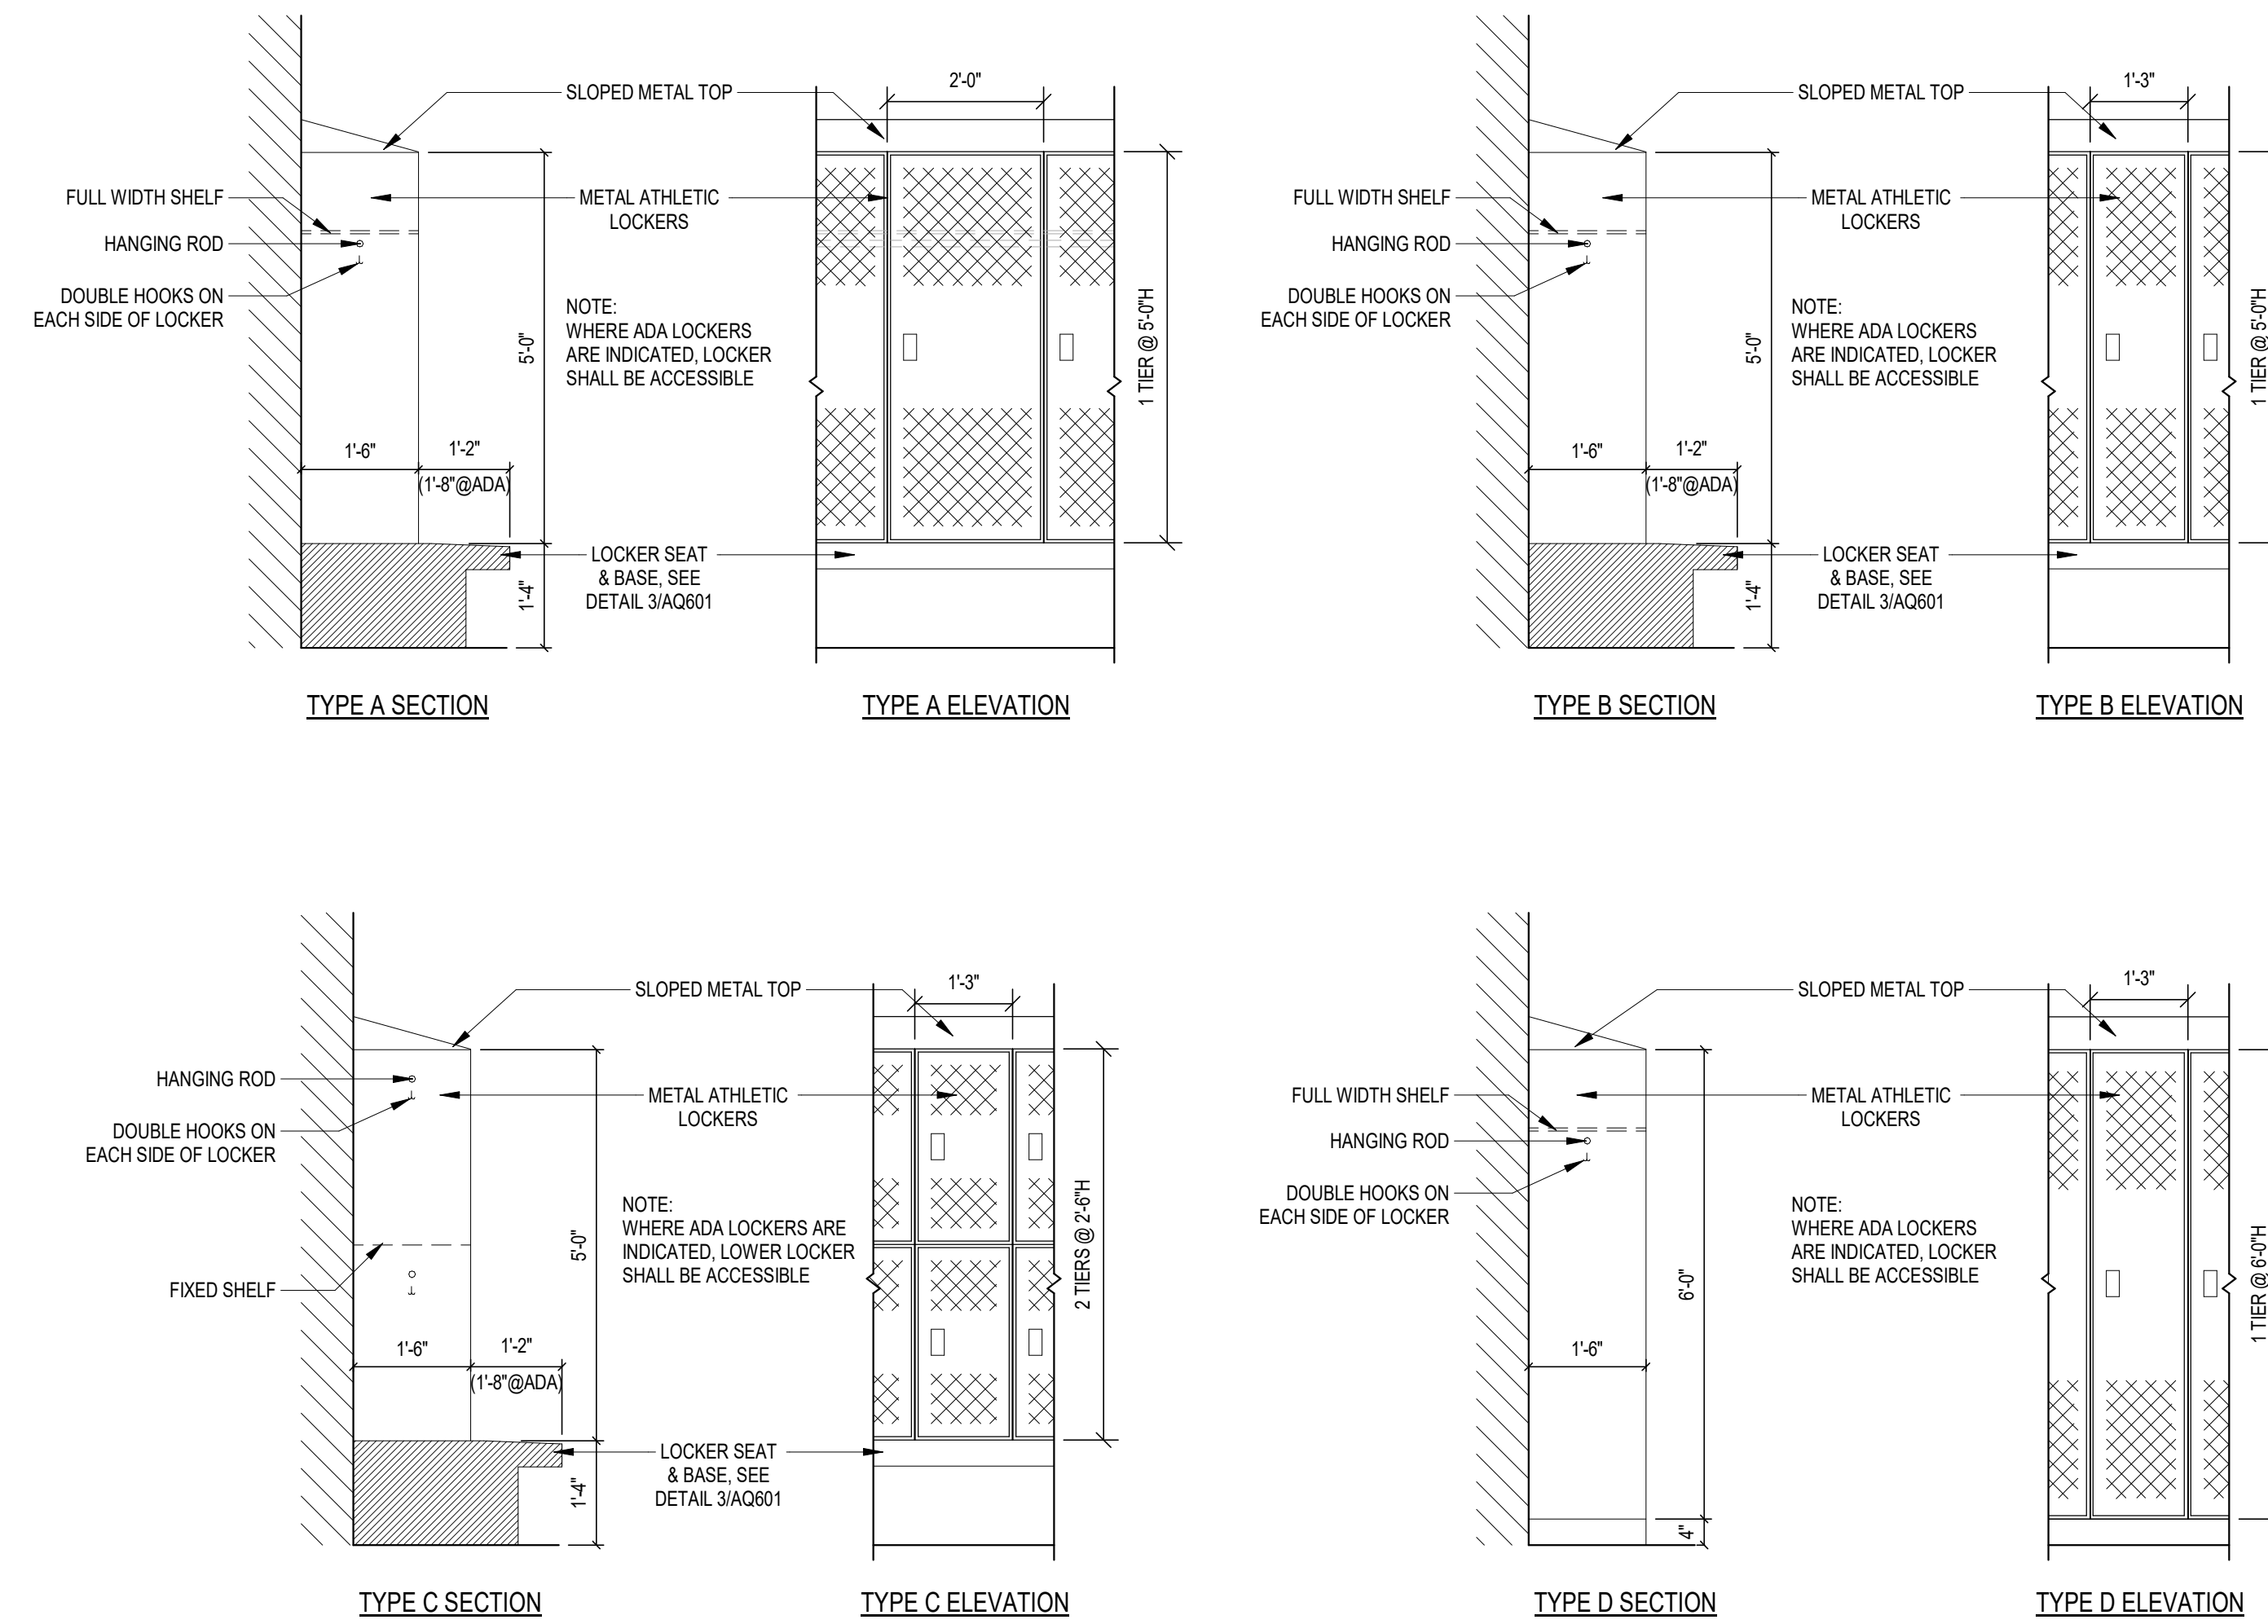 2'-0"
SLOPED METAL TOP
FULL WIDTH SHELF
METAL ATHLETIC
LOCKERS
HANGING ROD
DOUBLE HOOKS ON
EACH SIDE OF LOCKER
NOTE:
WHERE ADA LOCKERS
ARE INDICATED, LOCKER
SHALL BE ACCESSIBLE
5'-0"
1 TIER @ 5'-0"H
1'-6"
1'-2"
(1'-8"@ADA)
LOCKER SEAT
& BASE, SEE
DETAIL 3/AQ601
1'-4"
TYPE A SECTION
TYPE A ELEVATION
1'-3"
SLOPED METAL TOP
FULL WIDTH SHELF
METAL ATHLETIC
LOCKERS
HANGING ROD
DOUBLE HOOKS ON
EACH SIDE OF LOCKER
NOTE:
WHERE ADA LOCKERS
ARE INDICATED, LOCKER
SHALL BE ACCESSIBLE
5'-0"
1 TIER @ 5'-0"H
1'-6"
1'-2"
(1'-8"@ADA)
LOCKER SEAT
& BASE, SEE
DETAIL 3/AQ601
1'-4"
TYPE B SECTION
TYPE B ELEVATION
1'-3"
SLOPED METAL TOP
HANGING ROD
METAL ATHLETIC
LOCKERS
DOUBLE HOOKS ON
EACH SIDE OF LOCKER
NOTE:
WHERE ADA LOCKERS ARE
INDICATED, LOWER LOCKER
SHALL BE ACCESSIBLE
5'-0"
2 TIERS @ 2'-6"H
FIXED SHELF
1'-6"
1'-2"
(1'-8"@ADA)
LOCKER SEAT
& BASE, SEE
DETAIL 3/AQ601
1'-4"
TYPE C SECTION
TYPE C ELEVATION
1'-3"
SLOPED METAL TOP
FULL WIDTH SHELF
METAL ATHLETIC
LOCKERS
HANGING ROD
DOUBLE HOOKS ON
EACH SIDE OF LOCKER
NOTE:
WHERE ADA LOCKERS
ARE INDICATED, LOCKER
SHALL BE ACCESSIBLE
6'-0"
1 TIER @ 6'-0"H
1'-6"
4"
TYPE D SECTION
TYPE D ELEVATION